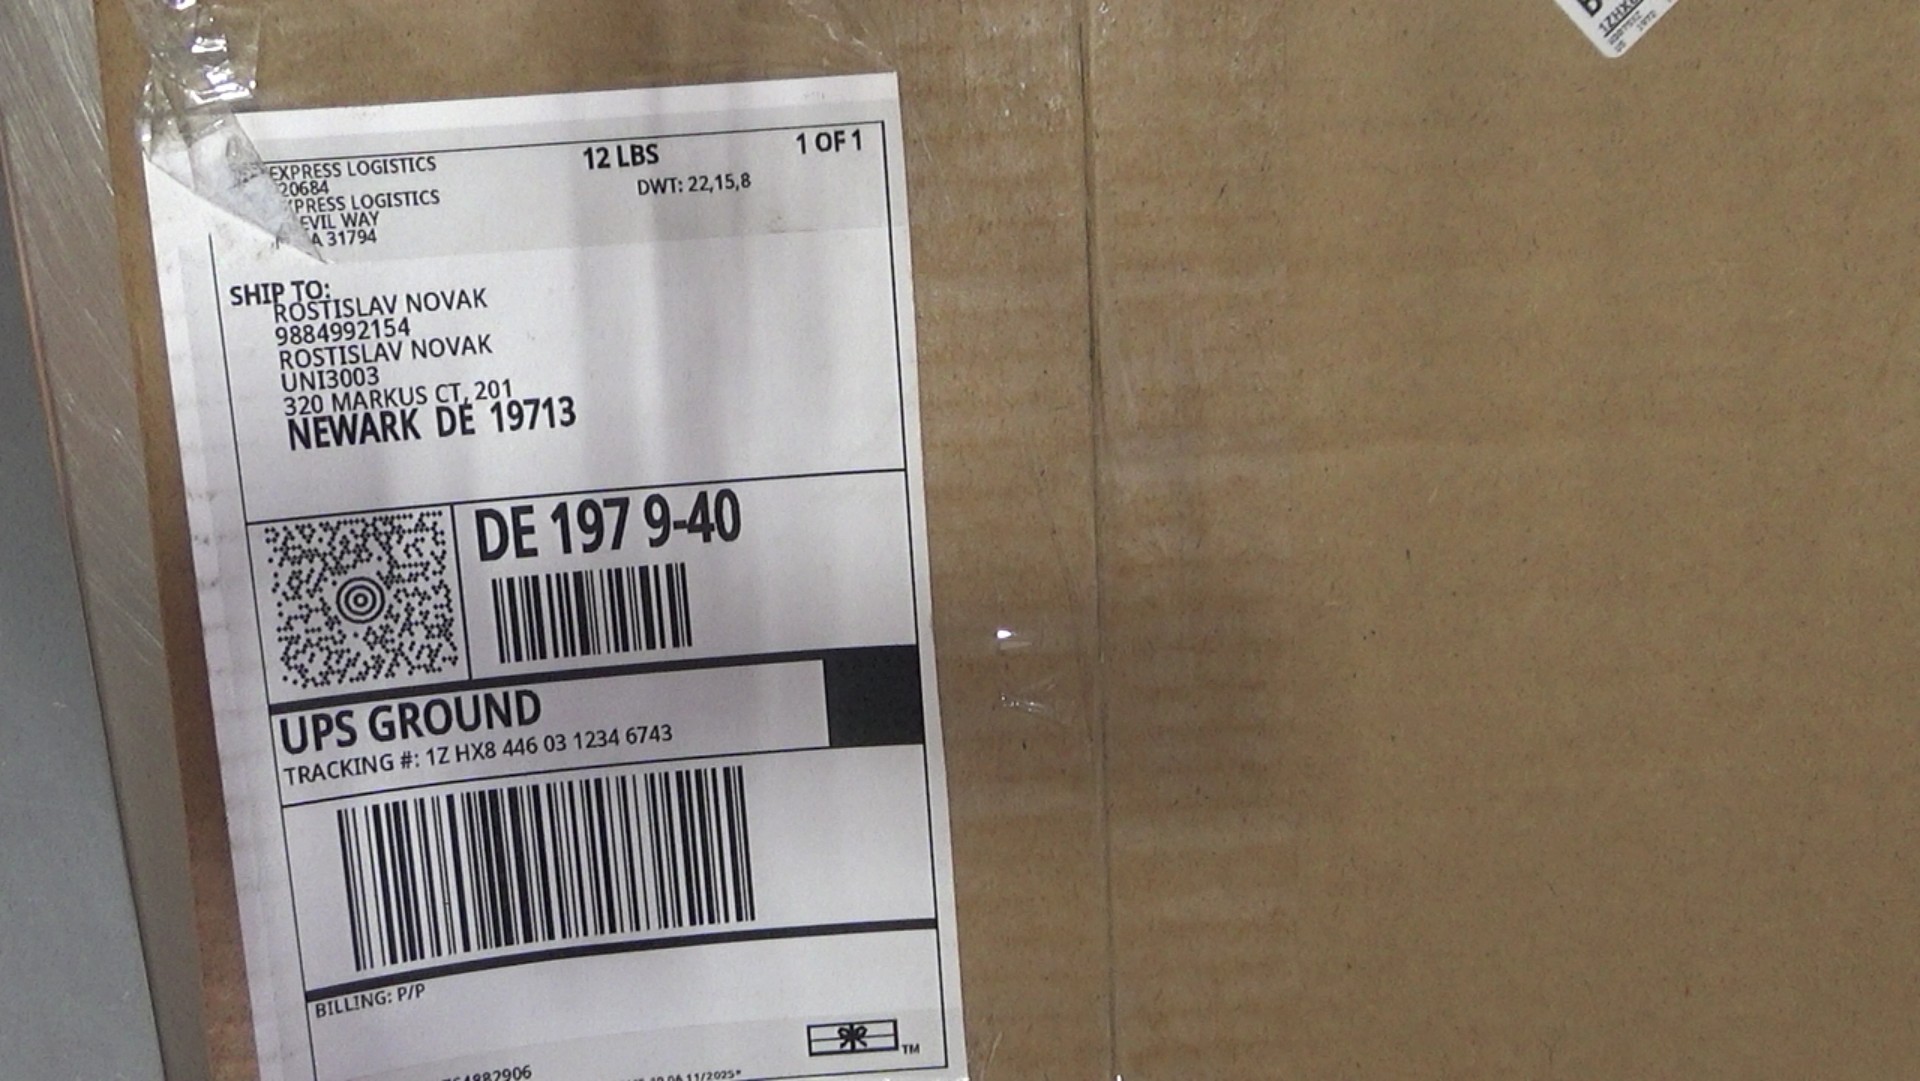 EXPRESS LOGISTICS 12 LBS 1 OF 1
20684 DWT: 22,15,8
EXPRESS LOGISTICS
EVIL WAY
31794
SHIP TO:
ROSTISLAV NOVAK
9884992154
ROSTISLAV NOVAK
UNI3003
320 MARKUS CT, 201
NEWARK DE 19713
DE 197 9-40
UPS GROUND
TRACKING #: 1Z HX8 446 03 1234 6743
BILLING: P/P
TM